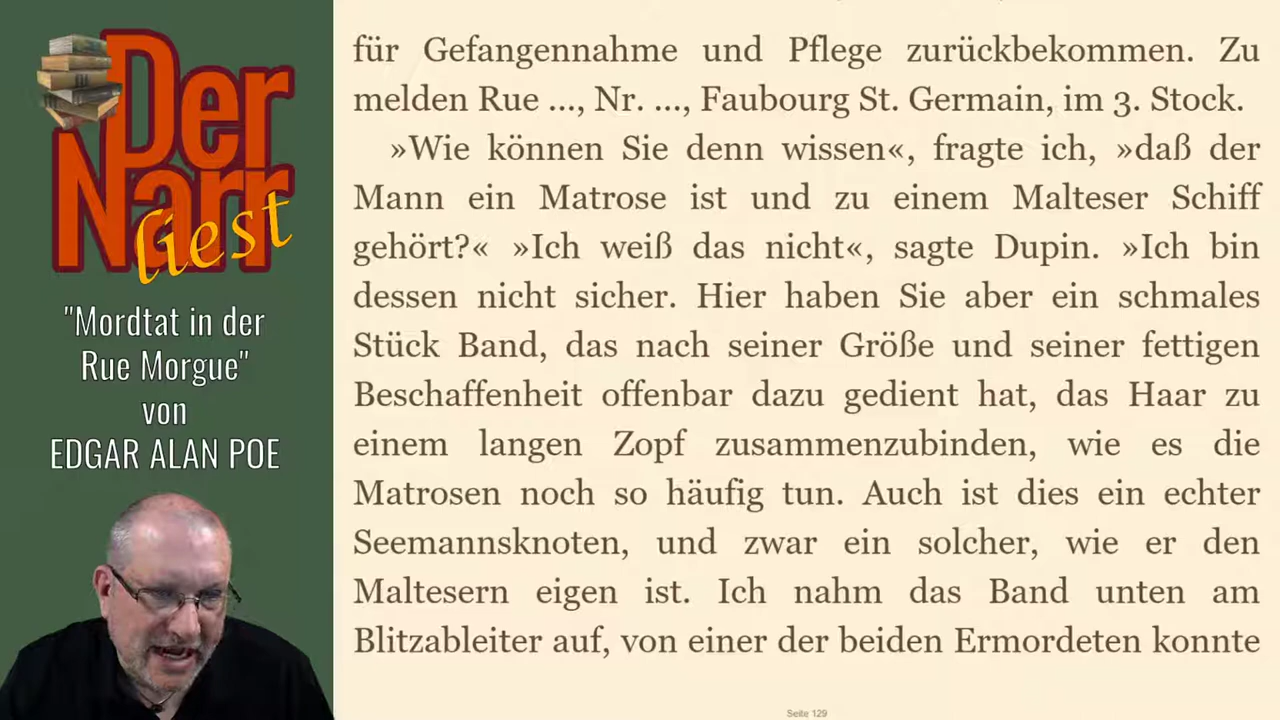 Der
Narr
liest
"Mordtat in der
Rue Morgue"
von
EDGAR ALAN POE
für Gefangennahme und Pflege zurückbekommen. Zu
melden Rue ..., Nr. ..., Faubourg St. Germain, im 3. Stock.
»Wie können Sie denn wissen«, fragte ich, »daß der
Mann ein Matrose ist und zu einem Malteser Schiff
gehört?« »Ich weiß das nicht«, sagte Dupin. »Ich bin
dessen nicht sicher. Hier haben Sie aber ein schmales
Stück Band, das nach seiner Größe und seiner fettigen
Beschaffenheit offenbar dazu gedient hat, das Haar zu
einem langen Zopf zusammenzubinden, wie es die
Matrosen noch so häufig tun. Auch ist dies ein echter
Seemannsknoten, und zwar ein solcher, wie er den
Maltesern eigen ist. Ich nahm das Band unten am
Blitzableiter auf, von einer der beiden Ermordeten konnte
Seite 129